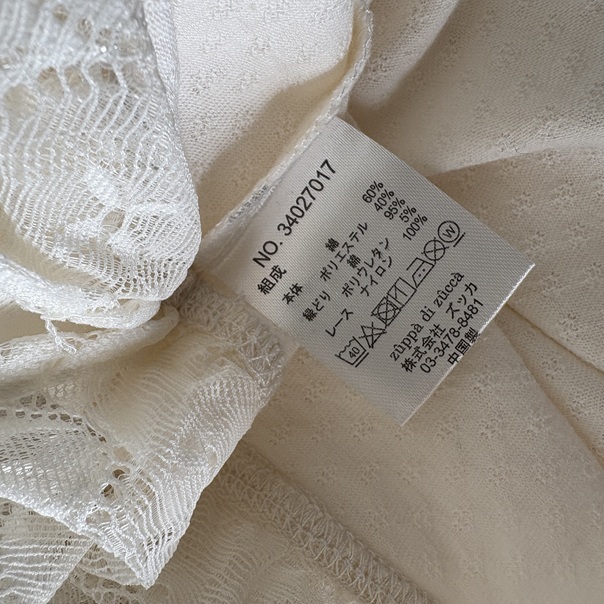 NO. 34027017
組成
本体 綿 60%
ポリエステル 40%
縁どり 綿 95%
ポリウレタン 5%
レース ナイロン 100%
40 W
zùppa di zùcca
株式会社 ズッカ
03-3478-8481
中国製